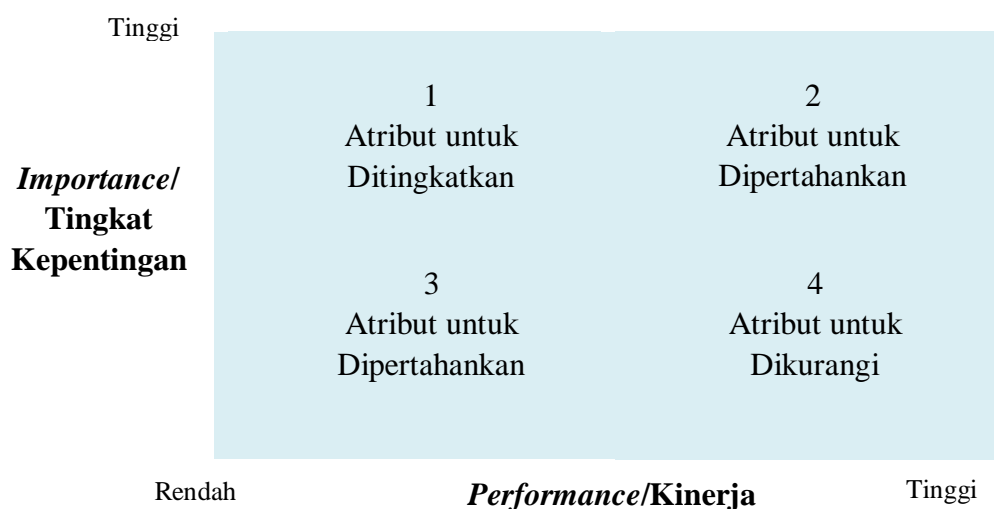 Tinggi
1
Atribut untuk
Ditingkatkan
2
Atribut untuk
Dipertahankan
Importance/
Tingkat
Kepentingan
3
Atribut untuk
Dipertahankan
4
Atribut untuk
Dikurangi
Rendah
Performance/Kinerja
Tinggi